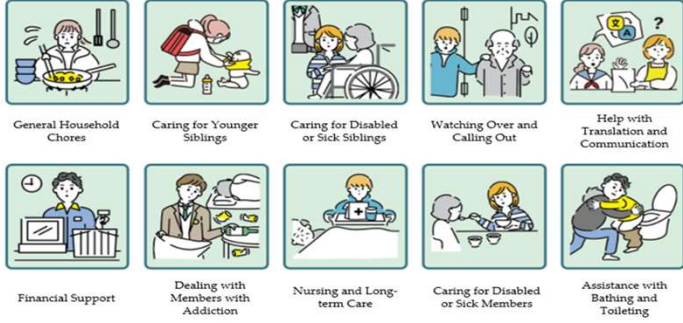 General Household
Chores
Caring for Younger
Siblings
Caring for Disabled
or Sick Siblings
Watching Over and
Calling Out
文
A
?
Help with
Translation and
Communication
Financial Support
Dealing with
Members with
Addiction
Nursing and Long-
term Care
Caring for Disabled
or Sick Members
Assistance with
Bathing and
Toileting